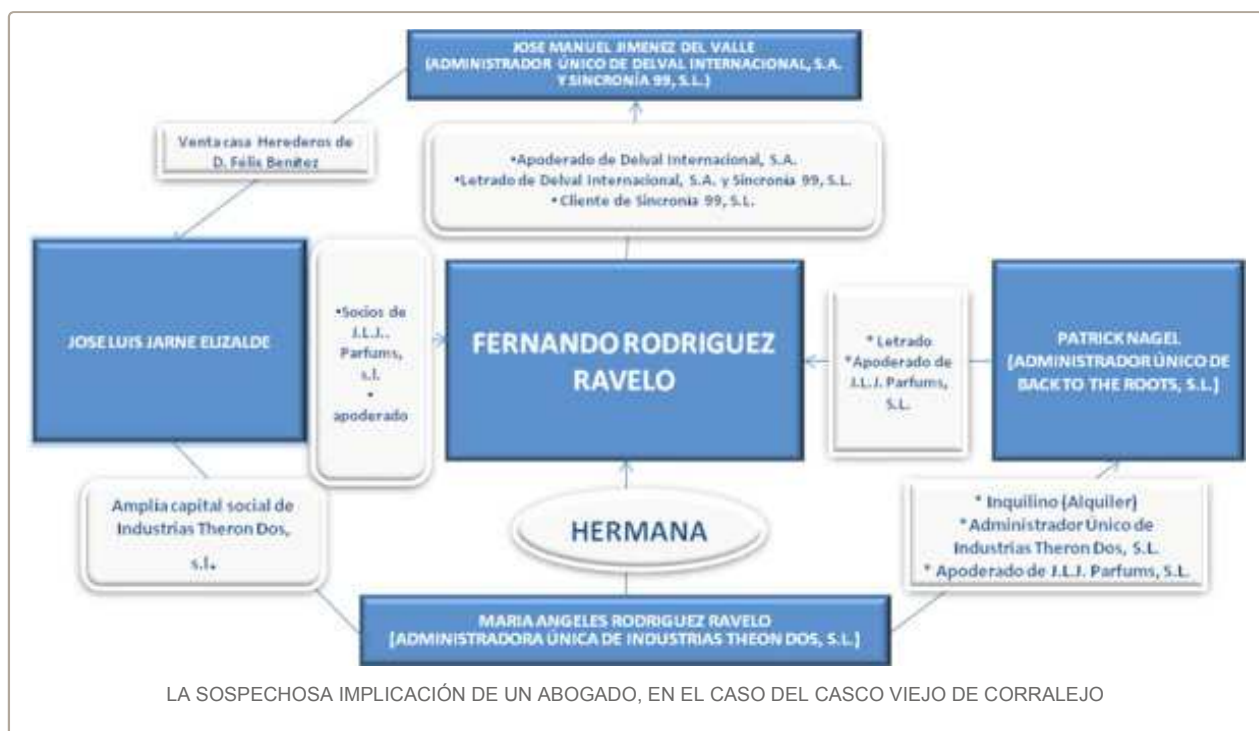 JOSE MANUEL JIMENEZ DEL VALLE
(ADMINISTRADOR ÚNICO DE DELVAL INTERNACIONAL, S.A.
Y SINCRONÍA 99, S.L.)
Venta casa Herederos de
D. Felix Benitez
•Apoderado de Delval Internacional, S.A.
•Letrado de Delval Internacional, S.A. y Sincronia 99, S.L.
• Cliente de Sincronia 99, S.L.
JOSE LUIS JARNE ELIZALDE
•Socios de
J.L.J..
Parfums,
s.l.
•
apoderado
FERNANDO RODRIGUEZ
RAVELO
* Letrado
*Apoderado de
J.L.J. Parfums,
S.L.
PATRICK NAGEL
(ADMINISTRADOR ÚNICO DE
BACK TO THE ROOTS, S.L.)
Amplia capital social de
Industrias Theron Dos,
s.l.
HERMANA
* Inquilino (Alquiler)
*Administrador Único de
Industrias Theron Dos, S.L.
* Apoderado de J.L.J. Parfums, S.L.
MARIA ANGELES RODRIGUEZ RAVELO
(ADMINISTRADORA ÚNICA DE INDUSTRIAS THEON DOS, S.L.)
LA SOSPECHOSA IMPLICACIÓN DE UN ABOGADO, EN EL CASO DEL CASCO VIEJO DE CORRALEJO